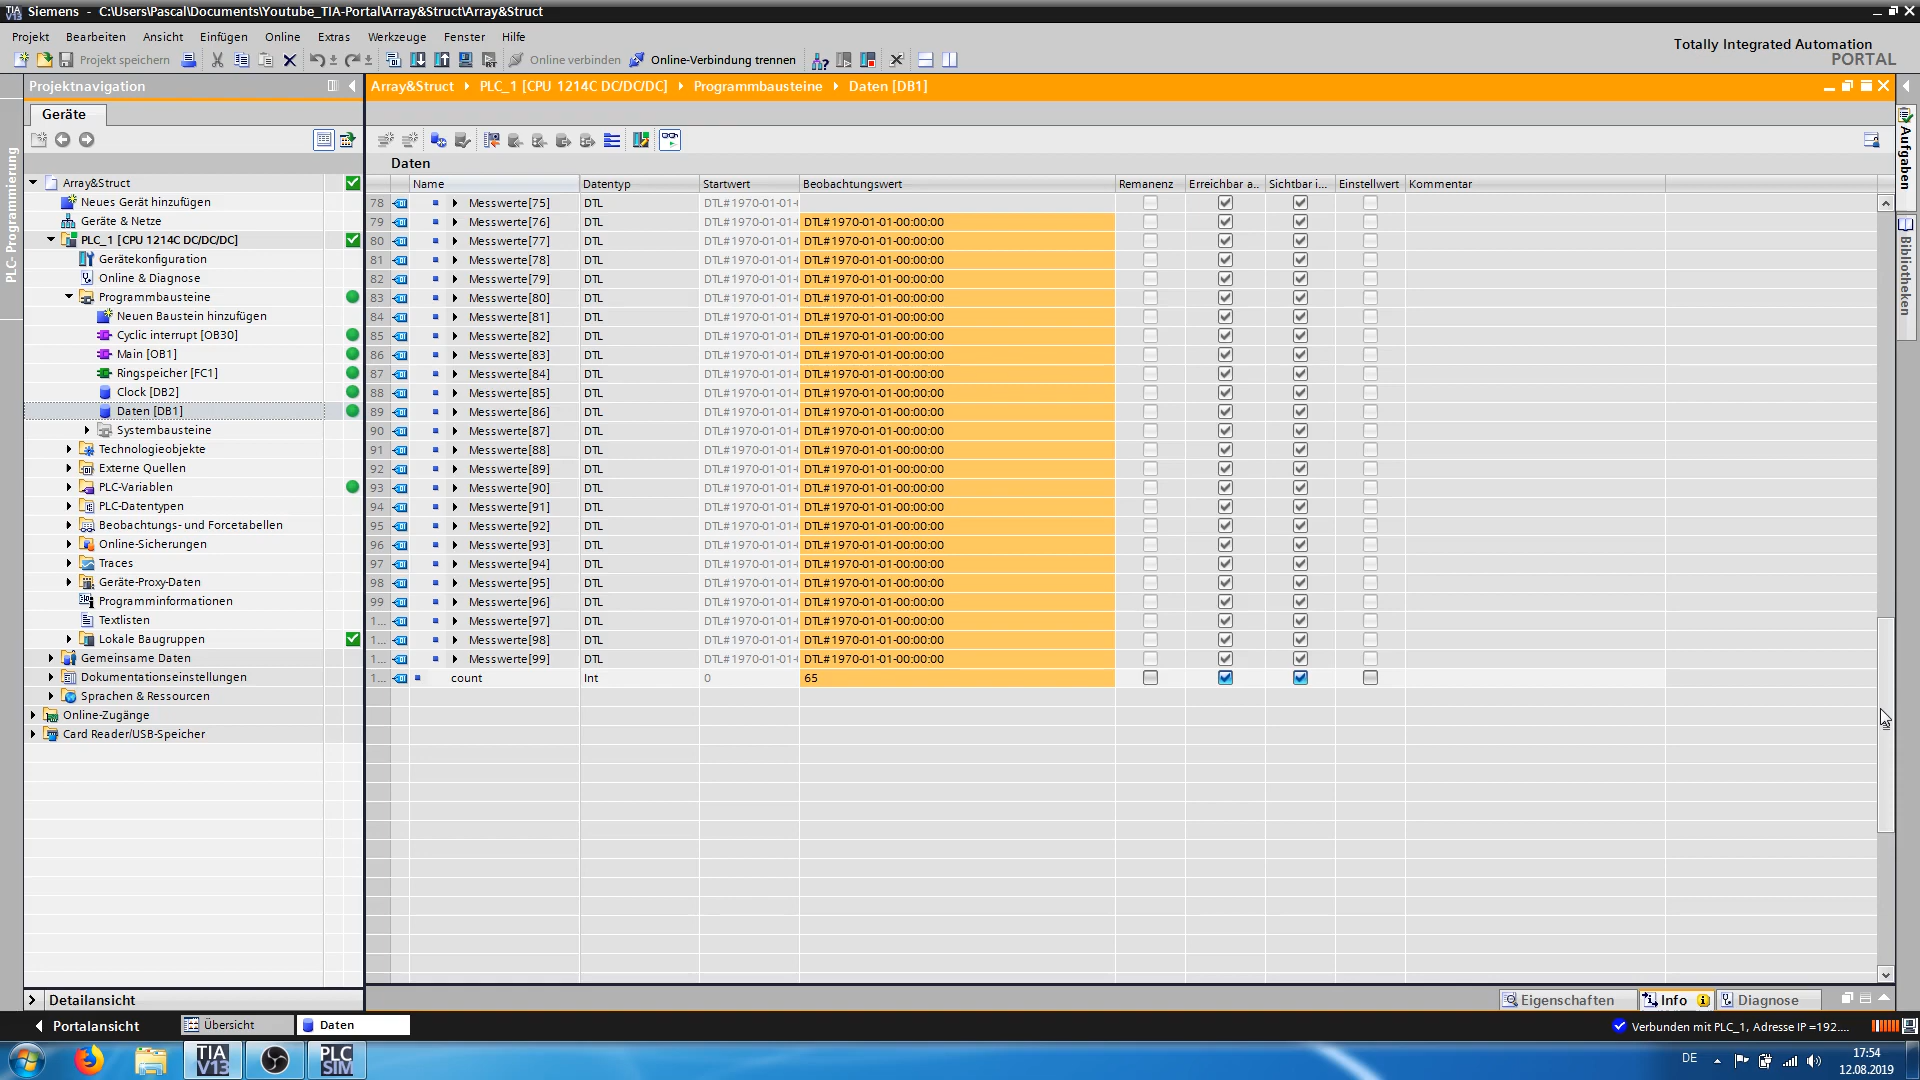 Siemens - C:\Users\Pascal\Documents\Youtube_TIA-Portal\Array&Struct\Array&Struct
Projekt Bearbeiten Ansicht Einfügen Online Extras Werkzeuge Fenster Hilfe
Totally Integrated Automation
PORTAL
Projekt speichern Online verbinden Online-Verbindung trennen
Projektnavigation
Array&Struct PLC_1 [CPU 1214C DC/DC/DC] Programmbausteine Daten [DB1]
Geräte
PLC-Programmierung
Aufgaben
Bibliotheken
Array&Struct
Neues Gerät hinzufügen
Geräte & Netze
PLC_1 [CPU 1214C DC/DC/DC]
Gerätekonfiguration
Online & Diagnose
Programmbausteine
Neuen Baustein hinzufügen
Cyclic interrupt [OB30]
Main [OB1]
Ringspeicher [FC1]
Clock [DB2]
Daten [DB1]
Systembausteine
Technologieobjekte
Externe Quellen
PLC-Variablen
PLC-Datentypen
Beobachtungs- und Forcetabellen
Online-Sicherungen
Traces
Geräte-Proxy-Daten
Programminformationen
Textlisten
Lokale Baugruppen
Gemeinsame Daten
Dokumentationseinstellungen
Sprachen & Ressourcen
Online-Zugänge
Card Reader/USB-Speicher
Daten
Name Datentyp Startwert Beobachtungswert Remanenz Erreichbar a.. Sichtbar i... Einstellwert Kommentar
78 Messwerte[75] DTL DTL#1970-01-01-
79 Messwerte[76] DTL DTL#1970-01-01- DTL#1970-01-01-00:00:00
80 Messwerte[77] DTL DTL#1970-01-01- DTL#1970-01-01-00:00:00
81 Messwerte[78] DTL DTL#1970-01-01- DTL#1970-01-01-00:00:00
82 Messwerte[79] DTL DTL#1970-01-01- DTL#1970-01-01-00:00:00
83 Messwerte[80] DTL DTL#1970-01-01- DTL#1970-01-01-00:00:00
84 Messwerte[81] DTL DTL#1970-01-01- DTL#1970-01-01-00:00:00
85 Messwerte[82] DTL DTL#1970-01-01- DTL#1970-01-01-00:00:00
86 Messwerte[83] DTL DTL#1970-01-01- DTL#1970-01-01-00:00:00
87 Messwerte[84] DTL DTL#1970-01-01- DTL#1970-01-01-00:00:00
88 Messwerte[85] DTL DTL#1970-01-01- DTL#1970-01-01-00:00:00
89 Messwerte[86] DTL DTL#1970-01-01- DTL#1970-01-01-00:00:00
90 Messwerte[87] DTL DTL#1970-01-01- DTL#1970-01-01-00:00:00
91 Messwerte[88] DTL DTL#1970-01-01- DTL#1970-01-01-00:00:00
92 Messwerte[89] DTL DTL#1970-01-01- DTL#1970-01-01-00:00:00
93 Messwerte[90] DTL DTL#1970-01-01- DTL#1970-01-01-00:00:00
94 Messwerte[91] DTL DTL#1970-01-01- DTL#1970-01-01-00:00:00
95 Messwerte[92] DTL DTL#1970-01-01- DTL#1970-01-01-00:00:00
96 Messwerte[93] DTL DTL#1970-01-01- DTL#1970-01-01-00:00:00
97 Messwerte[94] DTL DTL#1970-01-01- DTL#1970-01-01-00:00:00
98 Messwerte[95] DTL DTL#1970-01-01- DTL#1970-01-01-00:00:00
99 Messwerte[96] DTL DTL#1970-01-01- DTL#1970-01-01-00:00:00
1... Messwerte[97] DTL DTL#1970-01-01- DTL#1970-01-01-00:00:00
1... Messwerte[98] DTL DTL#1970-01-01- DTL#1970-01-01-00:00:00
1... Messwerte[99] DTL DTL#1970-01-01- DTL#1970-01-01-00:00:00
1... count Int 0 65
Detailansicht
Eigenschaften Info Diagnose
Portalansicht Übersicht Daten
Verbunden mit PLC_1, Adresse IP =192....
TIA V13 PLC SIM
DE
17:54
12.08.2019